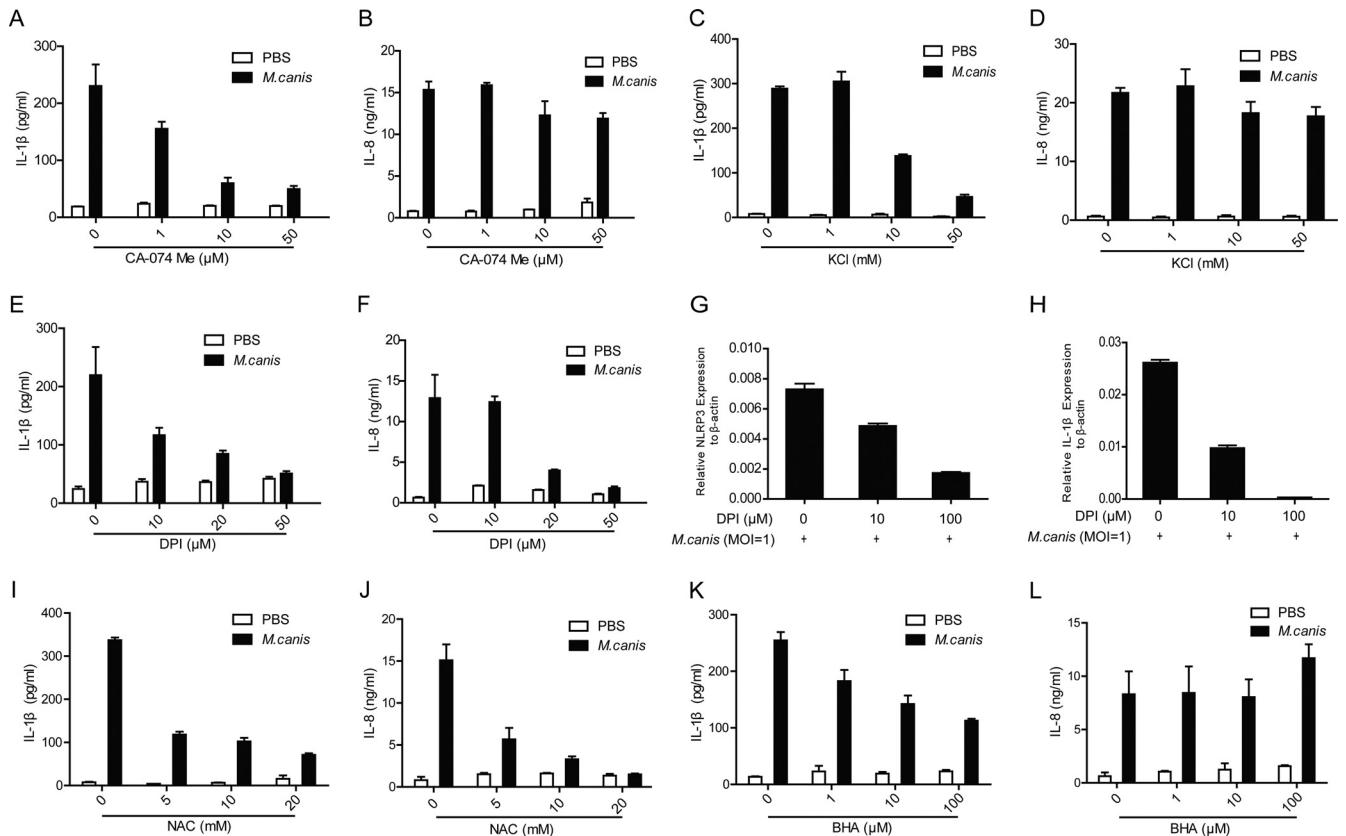 A
IL-1β (pg/ml)
300
200
100
0
PBS
M.canis
0 1 10 50
CA-074 Me (µM)
B
IL-8 (ng/ml)
20
15
10
5
0
PBS
M.canis
0 1 10 50
CA-074 Me (µM)
C
IL-1β (pg/ml)
400
300
200
100
0
PBS
M.canis
0 1 10 50
KCl (mM)
D
IL-8 (ng/ml)
30
20
10
0
PBS
M.canis
0 1 10 50
KCl (mM)
E
IL-1β (pg/ml)
300
200
100
0
PBS
M.canis
0 10 20 50
DPI (µM)
F
IL-8 (ng/ml)
20
15
10
5
0
PBS
M.canis
0 10 20 50
DPI (µM)
G
Relative NLRP3 Expression
to β-actin
0.010
0.008
0.006
0.004
0.002
0.000
DPI (µM) 0 10 100
M.canis (MOI=1) + + +
H
Relative IL-1β Expression
to β-actin
0.03
0.02
0.01
0.00
DPI (µM) 0 10 100
M.canis (MOI=1) + + +
I
IL-1β (pg/ml)
400
300
200
100
0
PBS
M.canis
0 5 10 20
NAC (mM)
J
IL-8 (ng/ml)
20
15
10
5
0
PBS
M.canis
0 5 10 20
NAC (mM)
K
IL-1β (pg/ml)
300
200
100
0
PBS
M.canis
0 1 10 100
BHA (µM)
L
IL-8 (ng/ml)
15
10
5
0
PBS
M.canis
0 1 10 100
BHA (µM)